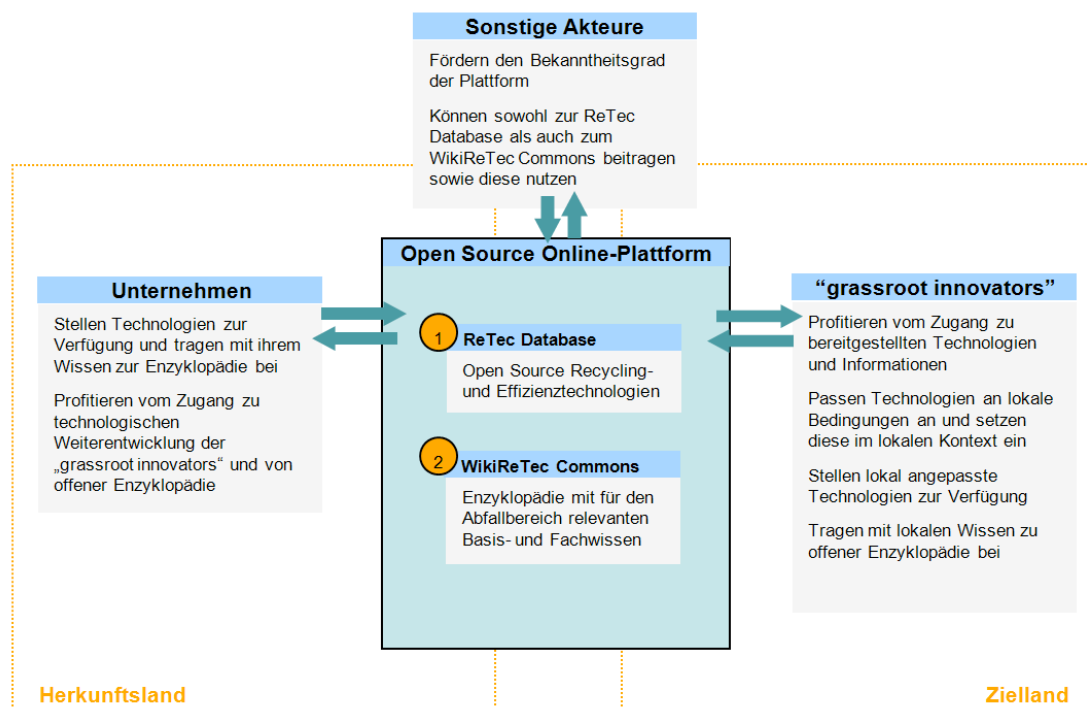 Sonstige Akteure
Fördern den Bekanntheitsgrad
der Plattform
Können sowohl zur ReTec
Database als auch zum
WikiReTec Commons beitragen
sowie diese nutzen
Open Source Online-Plattform
Unternehmen
Stellen Technologien zur
Verfügung und tragen mit ihrem
Wissen zur Enzyklopädie bei
Profitieren vom Zugang zu
technologischen
Weiterentwicklung der
„grassroot innovators“ und von
offener Enzyklopädie
1
ReTec Database
Open Source Recycling-
und Effizienztechnologien
2
WikiReTec Commons
Enzyklopädie mit für den
Abfallbereich relevanten
Basis- und Fachwissen
“grassroot innovators”
Profitieren vom Zugang zu
bereitgestellten Technologien
und Informationen
Passen Technologien an lokale
Bedingungen an und setzen
diese im lokalen Kontext ein
Stellen lokal angepasste
Technologien zur Verfügung
Tragen mit lokalen Wissen zu
offener Enzyklopädie bei
Herkunftsland
Zielland